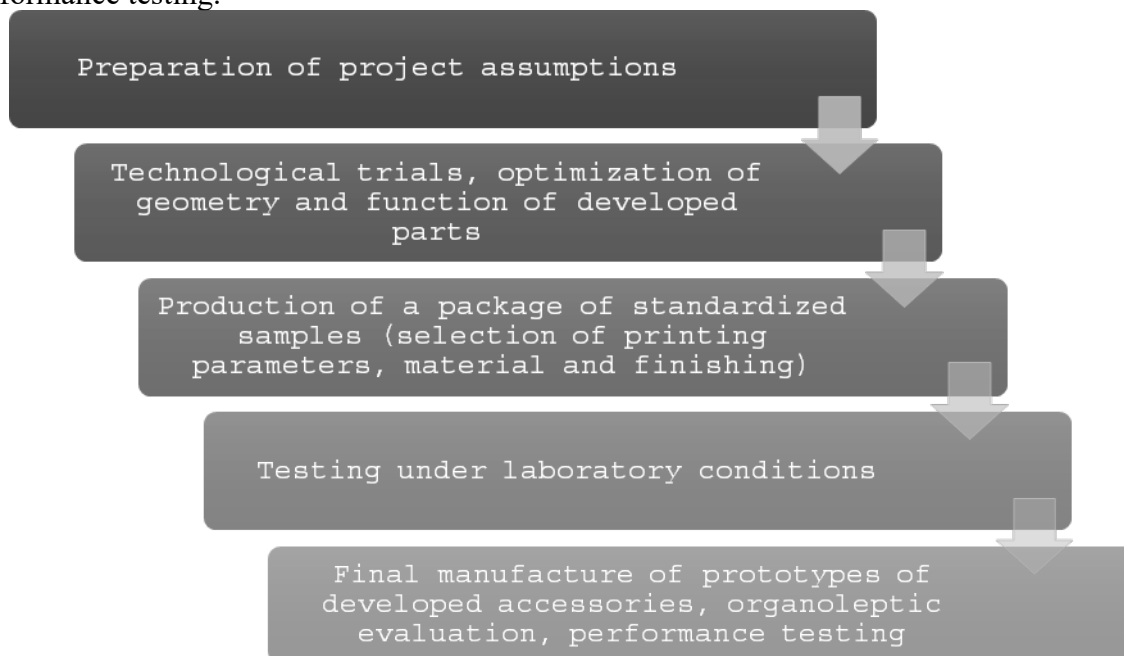 formance testing.
Preparation of project assumptions
Technological trials, optimization of
geometry and function of developed
parts
Production of a package of standardized
samples (selection of printing
parameters, material and finishing)
Testing under laboratory conditions
Final manufacture of prototypes of
developed accessories, organoleptic
evaluation, performance testing